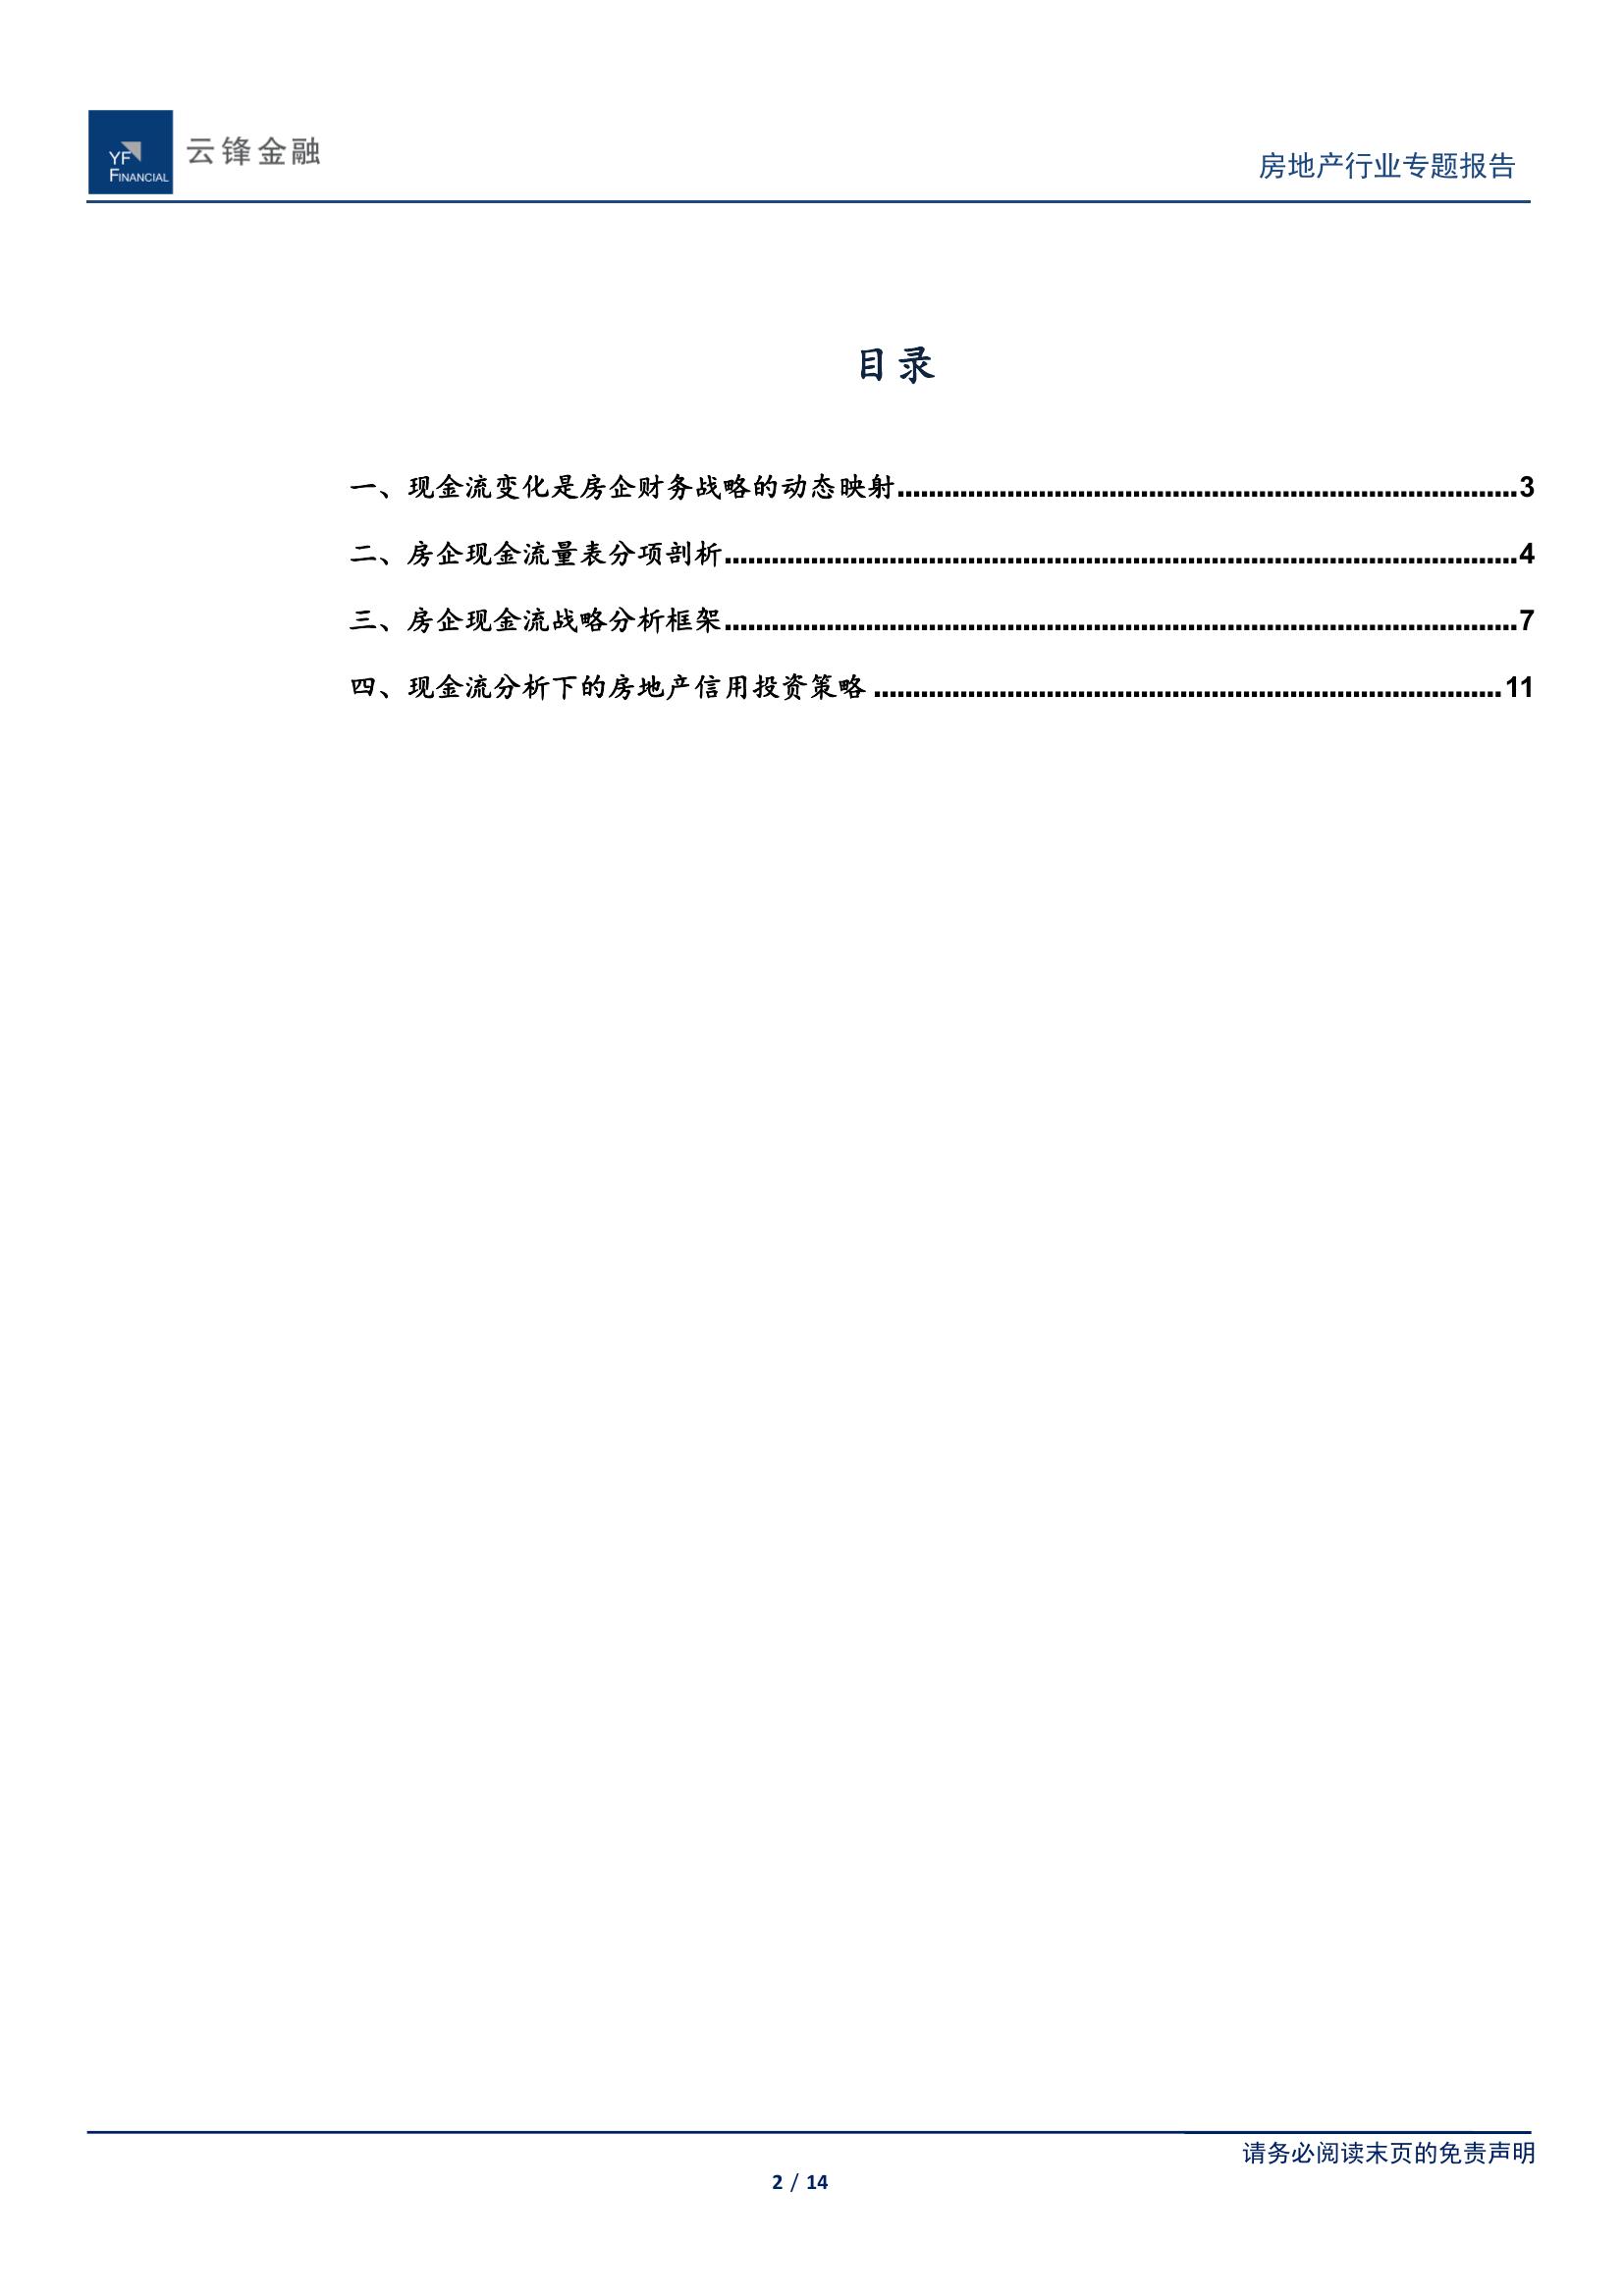 YF
FINANCIAL
云锋金融
房地产行业专题报告
目录
一、现金流变化是房企财务战略的动态映射........................................3
二、房企现金流量表分项剖析........................................4
三、房企现金流战略分析框架........................................7
四、现金流分析下的房地产信用投资策略........................................11
请务必阅读末页的免责声明
2 / 14